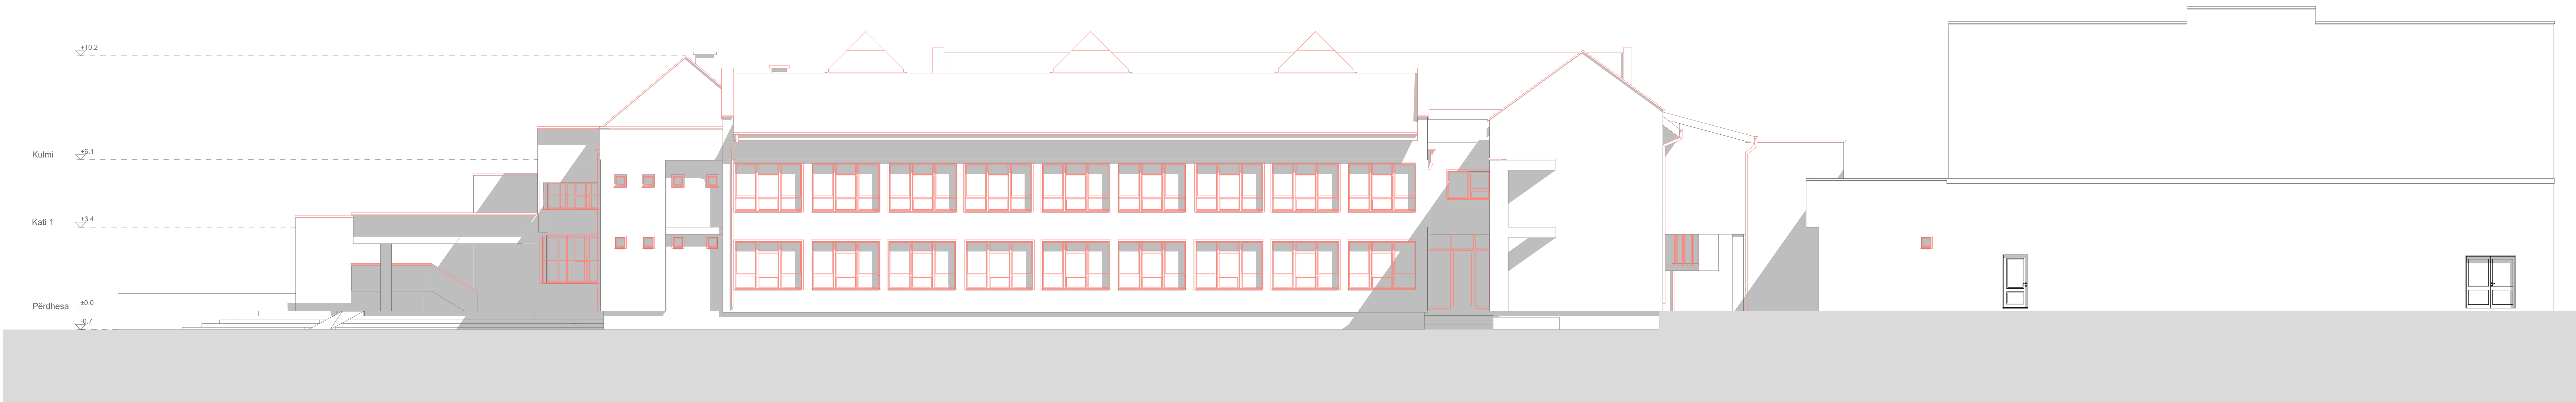 +10.2
Kulmi +6.1
Kati 1 +3.4
Përdhesa +0.0
-0.7